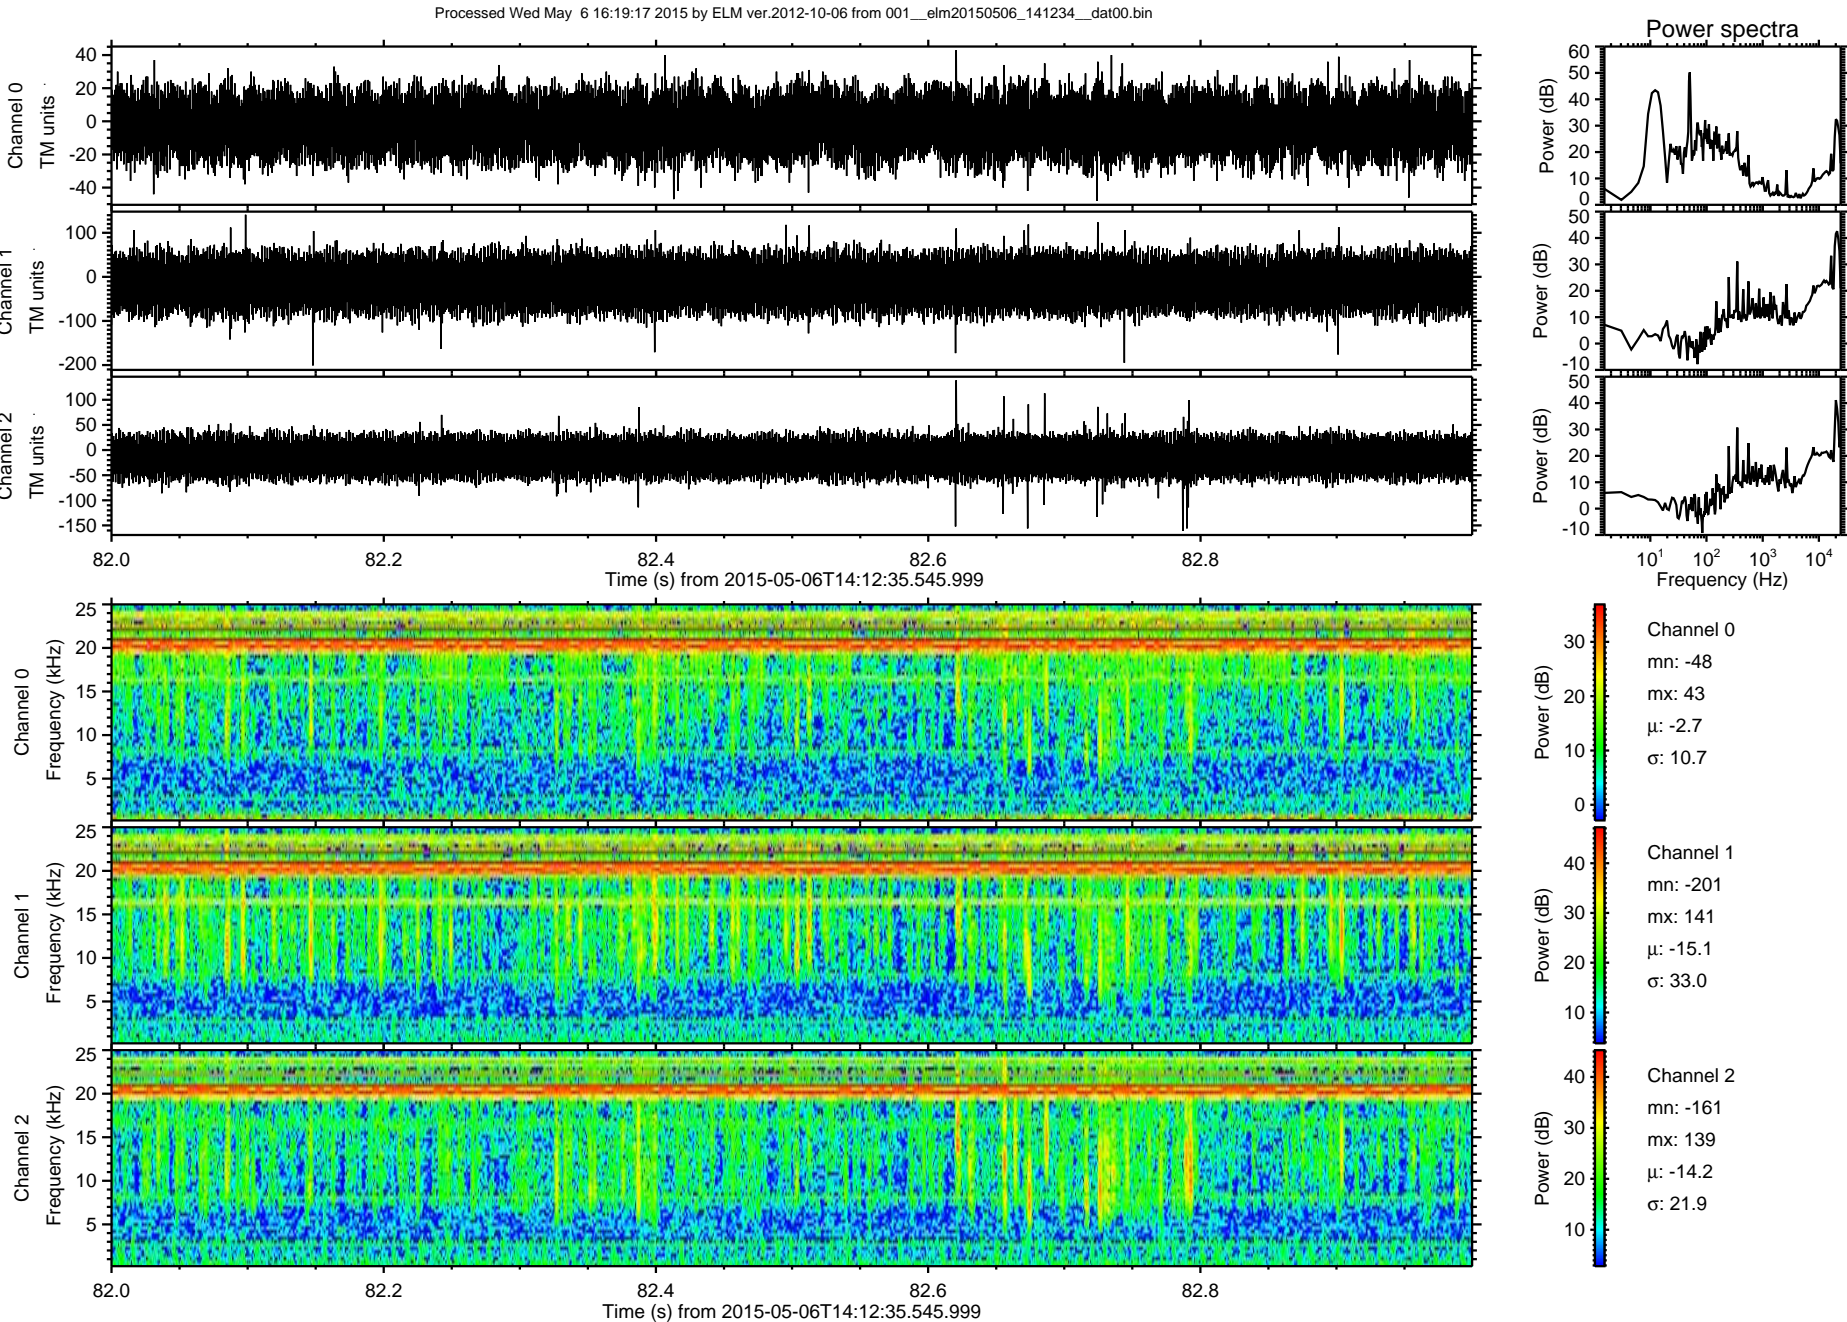 Processed Wed May  6 16:19:17 2015 by ELM ver.2012-10-06 from 001__elm20150506_141234__dat00.bin
Power spectra
Channel 0
TM units
40
20
0
-20
-40
Power (dB)
60
50
40
30
20
10
0
Channel 1
TM units
100
0
-100
-200
Power (dB)
50
40
30
20
10
0
-10
Channel 2
TM units
100
50
0
-50
-100
-150
Power (dB)
50
40
30
20
10
0
-10
82.0 82.2 82.4 82.6 82.8
Time (s) from 2015-05-06T14:12:35.545.999
10^1 10^2 10^3 10^4
Frequency (Hz)
Channel 0
Frequency (kHz)
25
20
15
10
5
Power (dB)
30
20
10
0
Channel 0
mn: -48
mx: 43
μ: -2.7
σ: 10.7
Channel 1
Frequency (kHz)
25
20
15
10
5
Power (dB)
40
30
20
10
Channel 1
mn: -201
mx: 141
μ: -15.1
σ: 33.0
Channel 2
Frequency (kHz)
25
20
15
10
5
Power (dB)
40
30
20
10
Channel 2
mn: -161
mx: 139
μ: -14.2
σ: 21.9
82.0 82.2 82.4 82.6 82.8
Time (s) from 2015-05-06T14:12:35.545.999